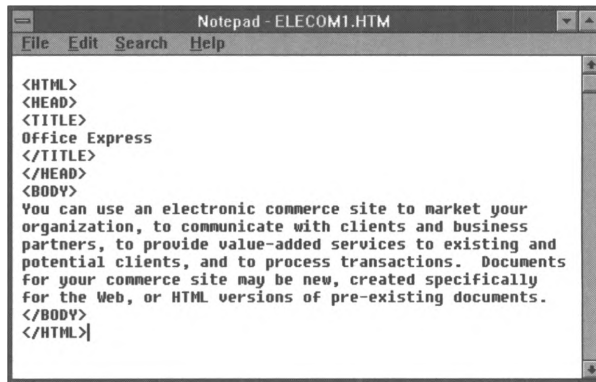 Notepad - ELECOM1.HTM
File Edit Search Help
<HTML>
<HEAD>
<TITLE>
Office Express
</TITLE>
</HEAD>
<BODY>
You can use an electronic commerce site to market your
organization, to communicate with clients and business
partners, to provide value-added services to existing and
potential clients, and to process transactions.  Documents
for your commerce site may be new, created specifically
for the Web, or HTML versions of pre-existing documents.
</BODY>
</HTML>